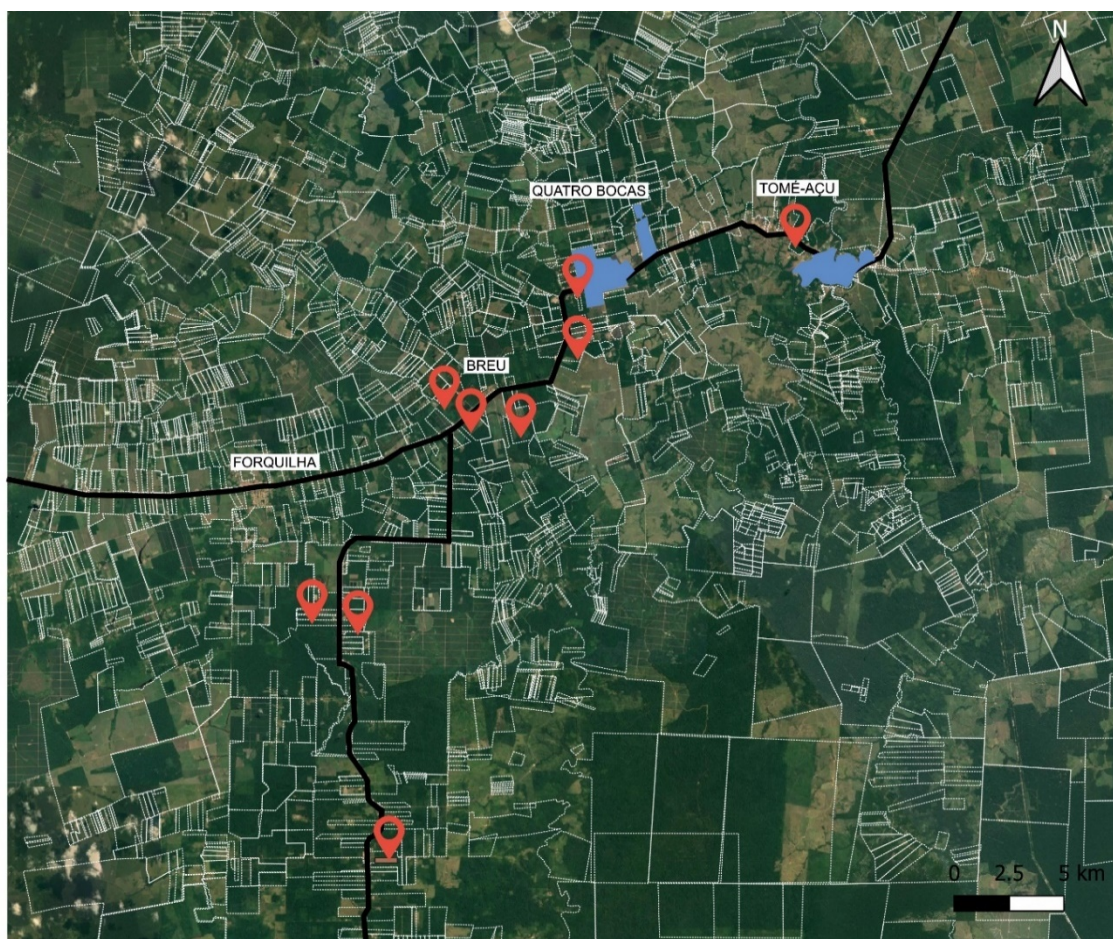 N
QUATRO BOCAS
TOMÉ-AÇU
BREU
FORQUILHA
0 2,5 5 km